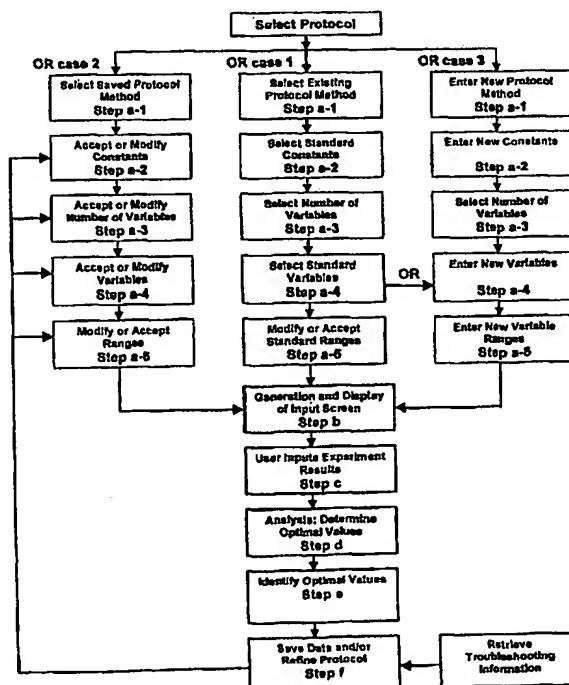 Select Protocol
OR case 2
OR case 1
OR case 3
Select Saved Protocol
Method
Step a-1
Select Existing
Protocol Method
Step a-1
Enter New Protocol
Method
Step a-1
Accept or Modify
Constants
Step a-2
Select Standard
Constants
Step a-2
Enter New Constants
Step a-2
Accept or Modify
Number of Variables
Step a-3
Select Number of
Variables
Step a-3
Select Number of
Variables
Step a-3
Accept or Modify
Variables
Step a-4
Select Standard
Variables
Step a-4
OR
Enter New Variables
Step a-4
Modify or Accept
Ranges
Step a-5
Modify or Accept
Standard Ranges
Step a-5
Enter New Variable
Ranges
Step a-5
Generation and Display
of Input Screen
Step b
User Inputs Experiment
Results
Step c
Analysis: Determine
Optimal Values
Step d
Identify Optimal Values
Step e
Save Data and/or
Refine Protocol
Step f
Retrieve
Troubleshooting
Information